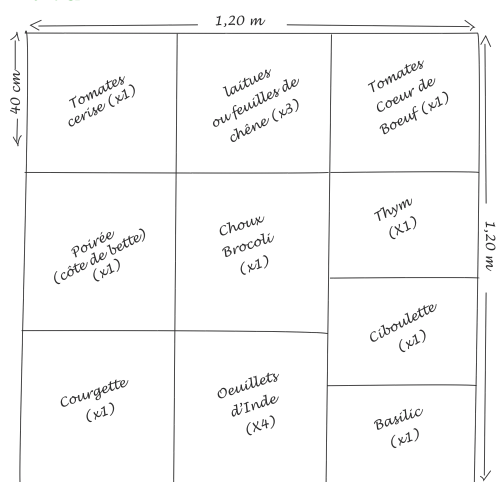 1,20 m
40 cm
Tomates
cerise (x1)
laitues
ou feuilles de
chêne (x3)
Tomates
Coeur de
Boeuf (x1)
1,20 m
Poirée
(côte de bette)
(x1)
Choux
Brocoli
(x1)
Thym
(X1)
Ciboulette
(x1)
Courgette
(x1)
Oeuillets
d'Inde
(X4)
Basilic
(x1)